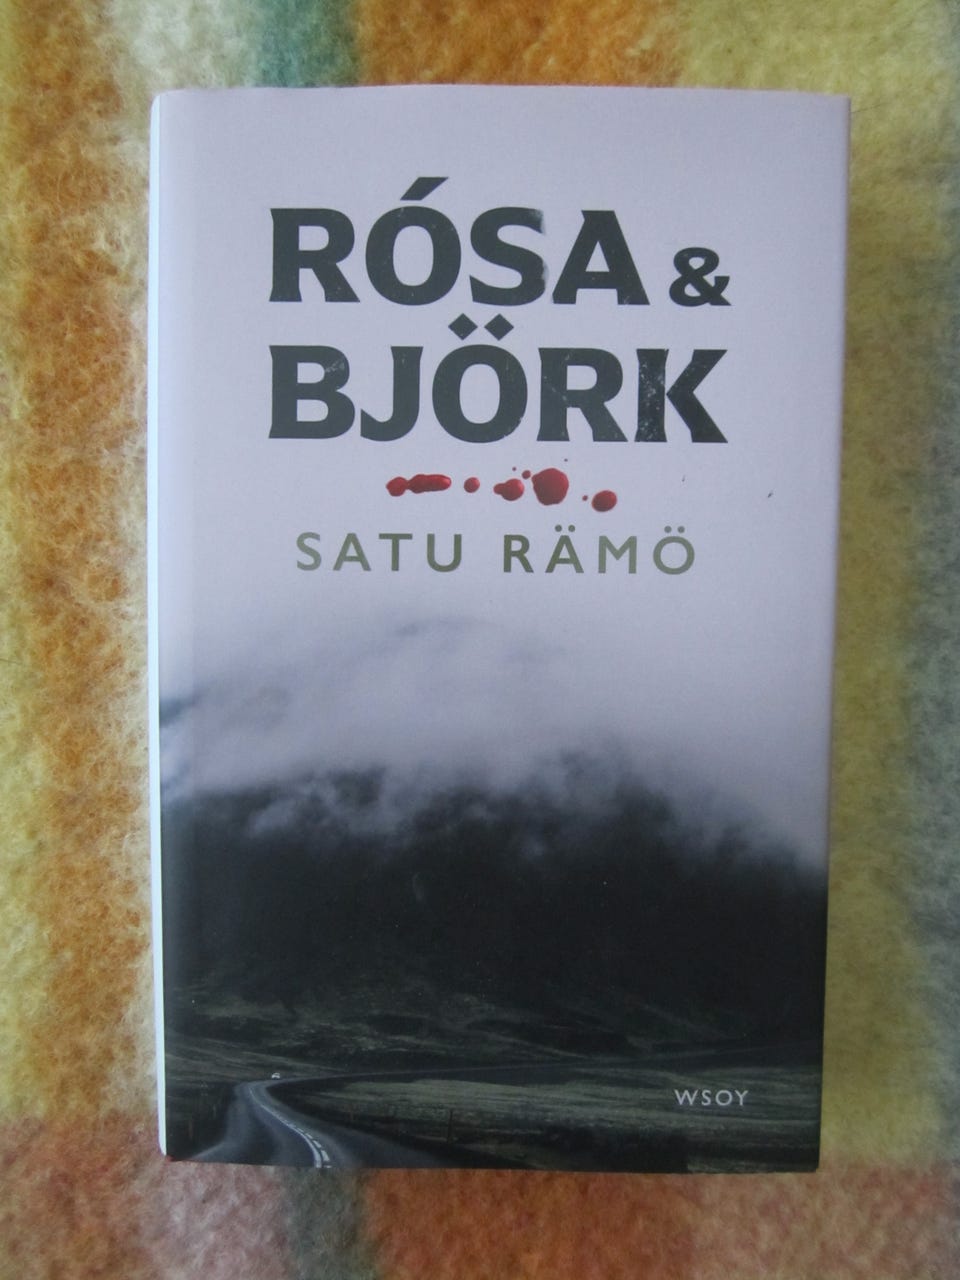 RÓSA &
BJÖRK
SATU RÄMÖ
WSOY